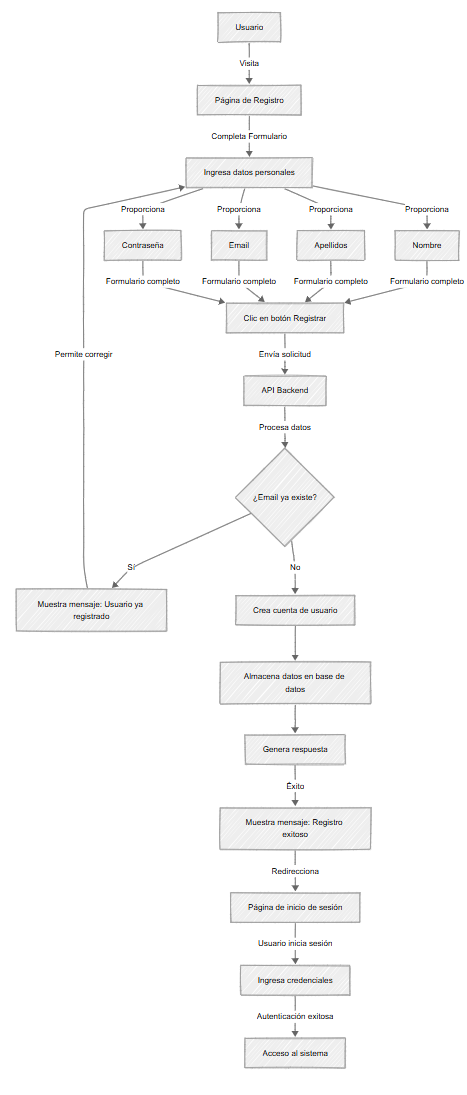 Usuario
Visita
Página de Registro
Completa Formulario
Ingresa datos personales
Proporciona
Proporciona
Proporciona
Proporciona
Contraseña
Email
Apellidos
Nombre
Formulario completo
Formulario completo
Formulario completo
Formulario completo
Clic en botón Registrar
Envía solicitud
Permite corregir
API Backend
Procesa datos
¿Email ya existe?
Sí
No
Muestra mensaje: Usuario ya
registrado
Crea cuenta de usuario
Almacena datos en base de
datos
Genera respuesta
Éxito
Muestra mensaje: Registro
exitoso
Redirecciona
Página de inicio de sesión
Usuario inicia sesión
Ingresa credenciales
Autenticación exitosa
Acceso al sistema